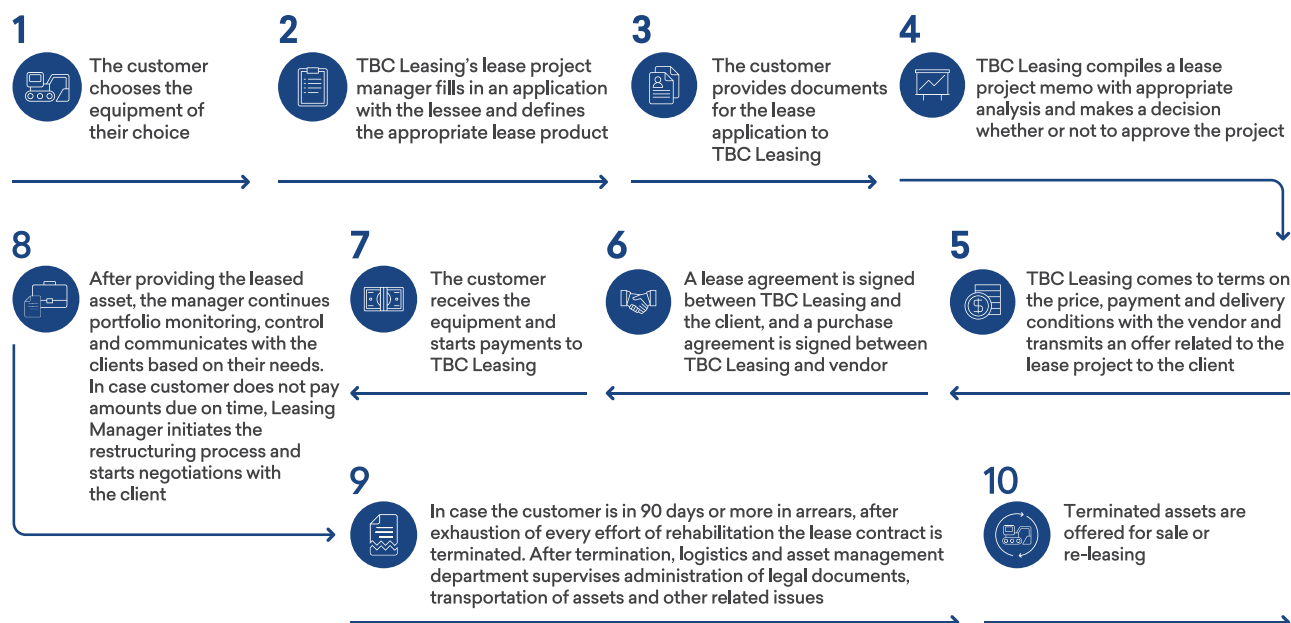 1
The customer
chooses the
equipment of
their choice
2
TBC Leasing's lease project
manager fills in an application
with the lessee and defines
the appropriate lease product
3
The customer
provides documents
for the lease
application to
TBC Leasing
4
TBC Leasing compiles a lease
project memo with appropriate
analysis and makes a decision
whether or not to approve the project
5
TBC Leasing comes to terms on
the price, payment and delivery
conditions with the vendor and
transmits an offer related to the
lease project to the client
6
A lease agreement is signed
between TBC Leasing and
the client, and a purchase
agreement is signed between
TBC Leasing and vendor
7
The customer
receives the
equipment and
starts payments to
TBC Leasing
8
After providing the leased
asset, the manager continues
portfolio monitoring, control
and communicates with the
clients based on their needs.
In case customer does not pay
amounts due on time, Leasing
Manager initiates the
restructuring process and
starts negotiations with
the client
9
In case the customer is in 90 days or more in arrears, after
exhaustion of every effort of rehabilitation the lease contract is
terminated. After termination, logistics and asset management
department supervises administration of legal documents,
transportation of assets and other related issues
10
Terminated assets are
offered for sale or
re-leasing